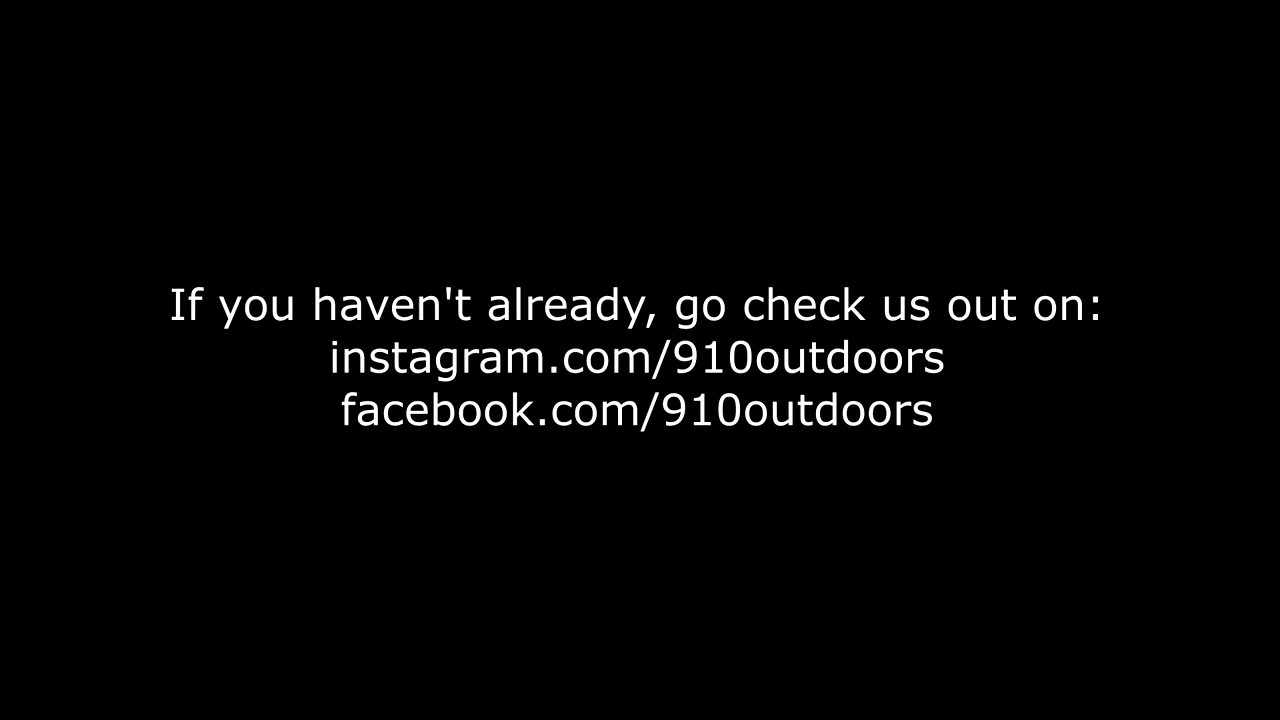 If you haven't already, go check us out on:
instagram.com/910outdoors
facebook.com/910outdoors